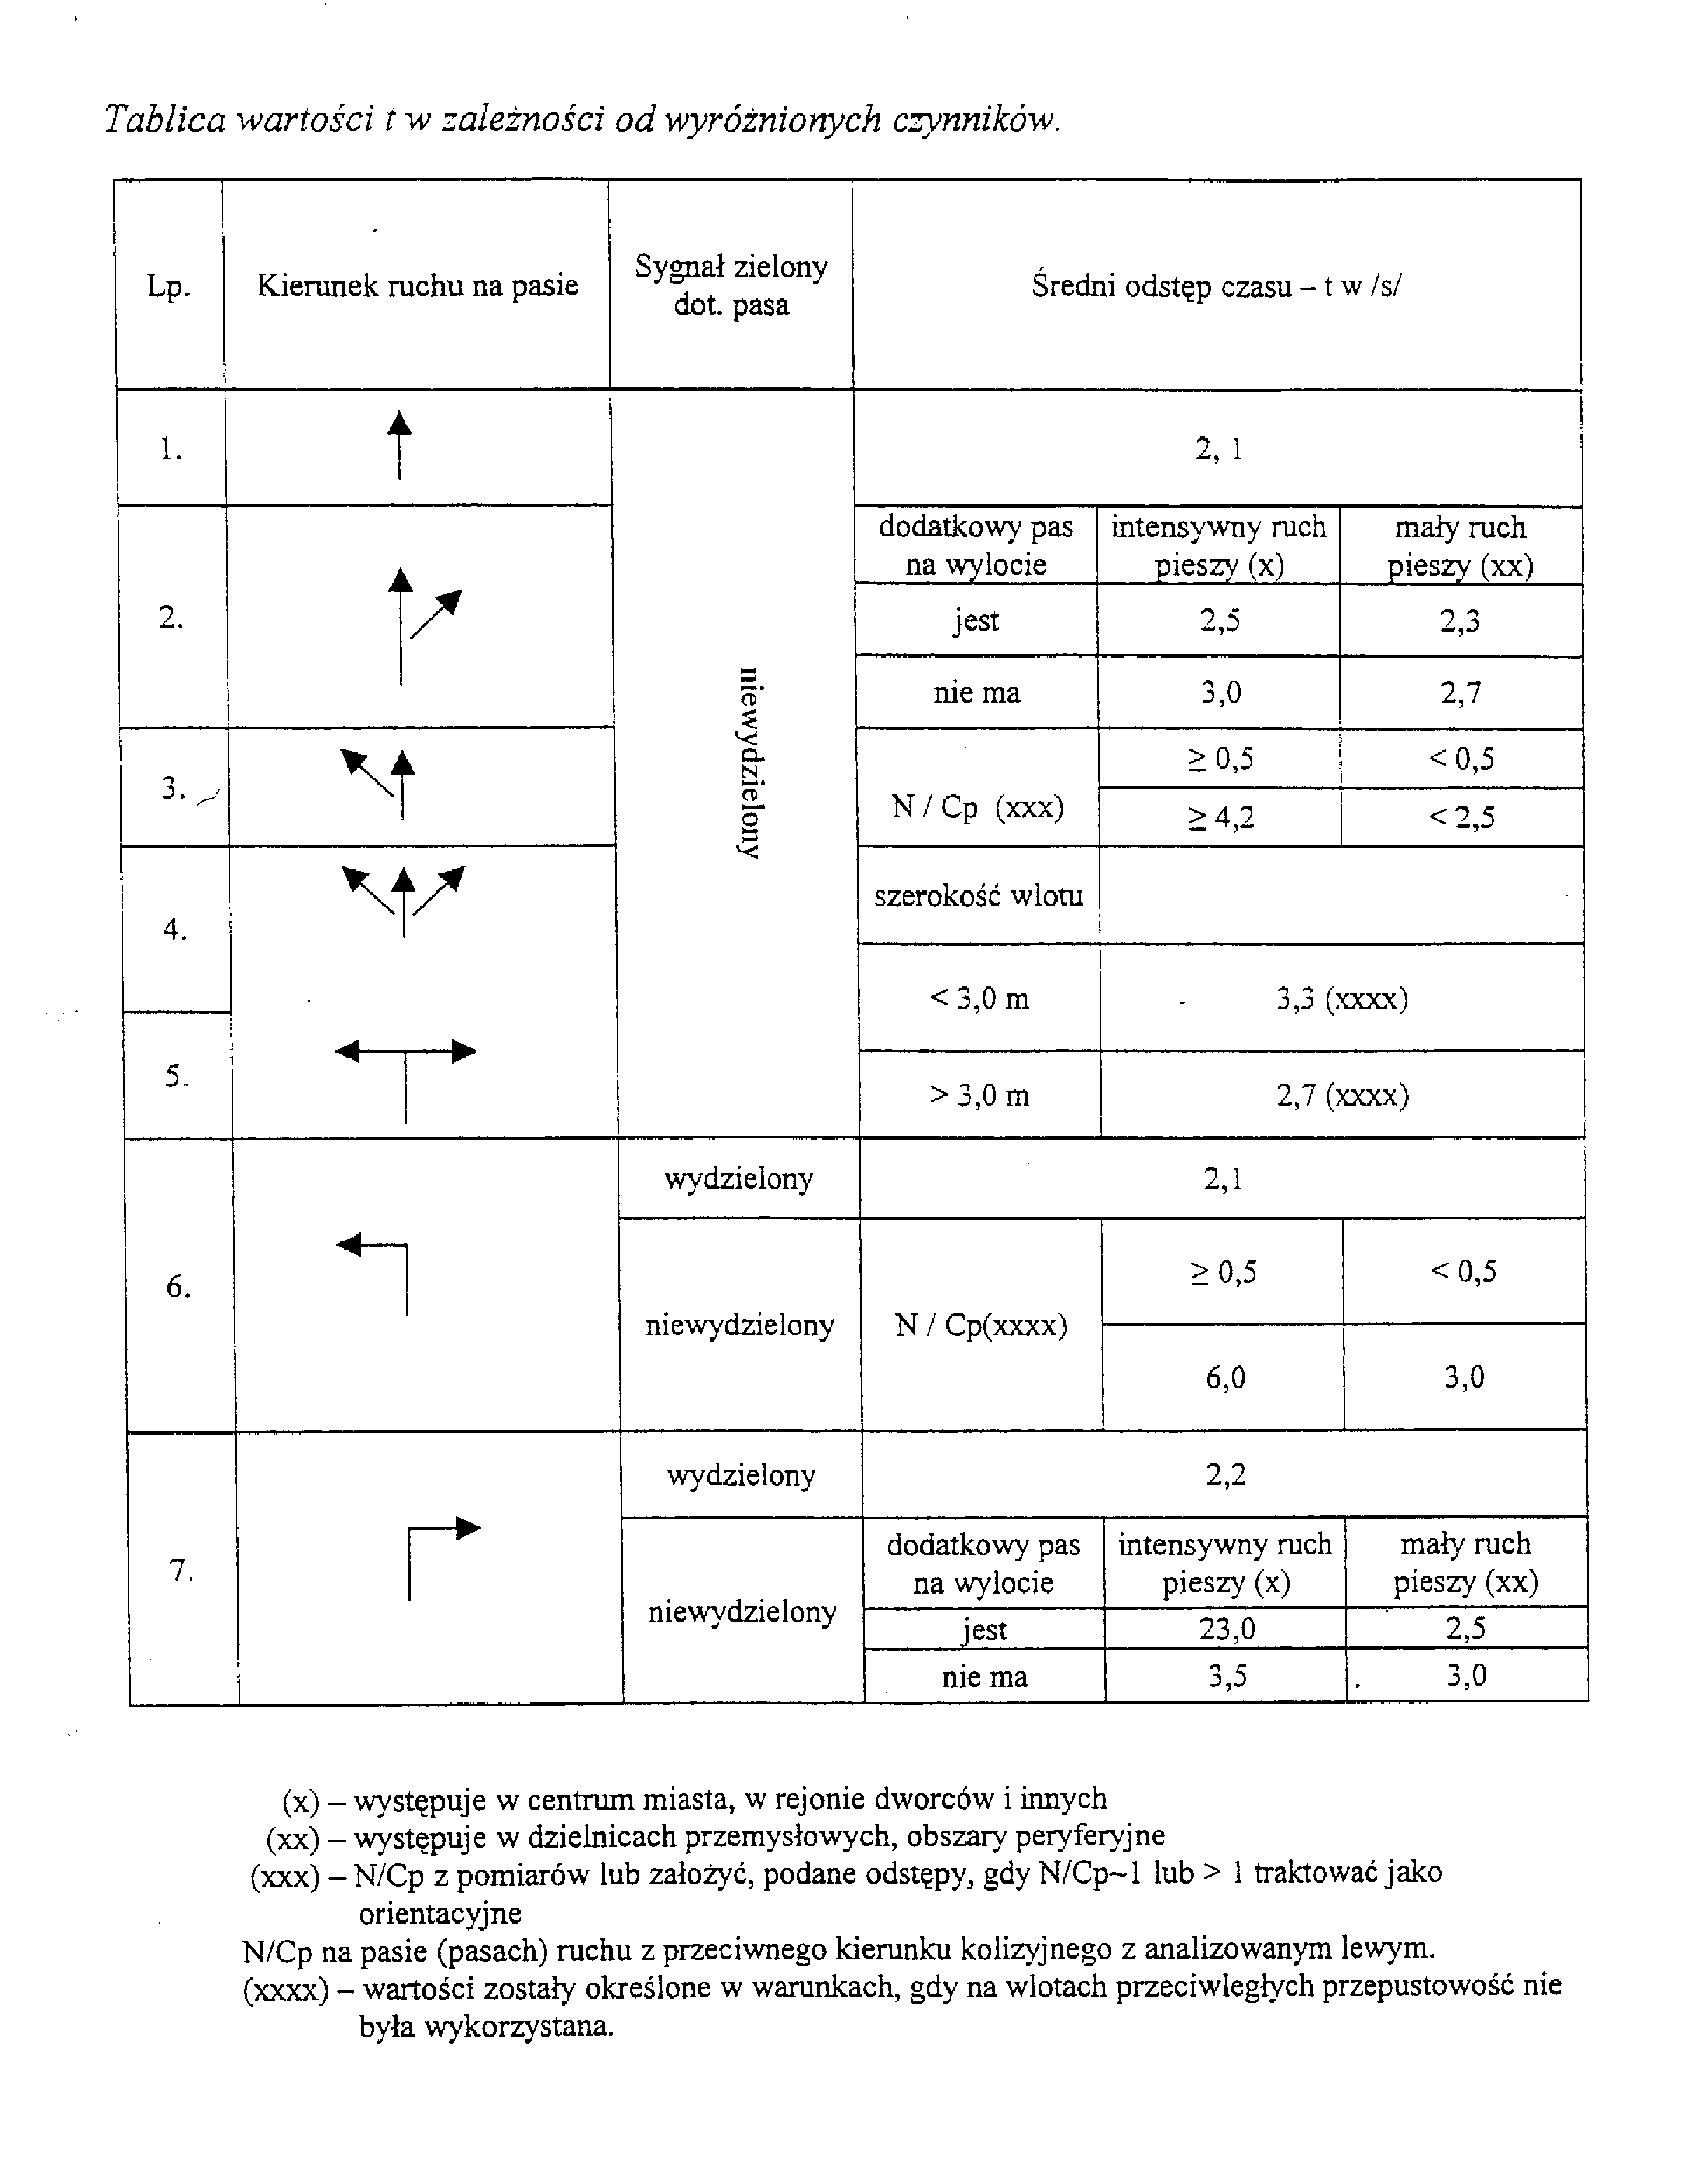 Tablica wartości t w zależności od wyróżnionych czynników.
Lp.
Kierunek ruchu na pasie
Sygnał zielony
dot. pasa
Średni odstęp czasu – t w /s/
1.
niewydzielony
2, 1
2.
dodatkowy pas
na wylocie
intensywny ruch
pieszy (x)
mały ruch
pieszy (xx)
jest
2,5
2,3
nie ma
3,0
2,7
3.
N / Cp (xxx)
≥ 0,5
< 0,5
≥ 4,2
< 2,5
4.
szerokość wlotu
< 3,0 m
3,3 (xxxx)
5.
> 3,0 m
2,7 (xxxx)
6.
wydzielony
2,1
niewydzielony
N / Cp(xxxx)
≥ 0,5
< 0,5
6,0
3,0
7.
wydzielony
2,2
niewydzielony
dodatkowy pas
na wylocie
intensywny ruch
pieszy (x)
mały ruch
pieszy (xx)
jest
23,0
2,5
nie ma
3,5
3,0
(x) – występuje w centrum miasta, w rejonie dworców i innych
(xx) – występuje w dzielnicach przemysłowych, obszary peryferyjne
(xxx) – N/Cp z pomiarów lub założyć, podane odstępy, gdy N/Cp~1 lub > 1 traktować jako
orientacyjne
N/Cp na pasie (pasach) ruchu z przeciwnego kierunku kolizyjnego z analizowanym lewym.
(xxxx) – wartości zostały określone w warunkach, gdy na wlotach przeciwległych przepustowość nie
była wykorzystana.